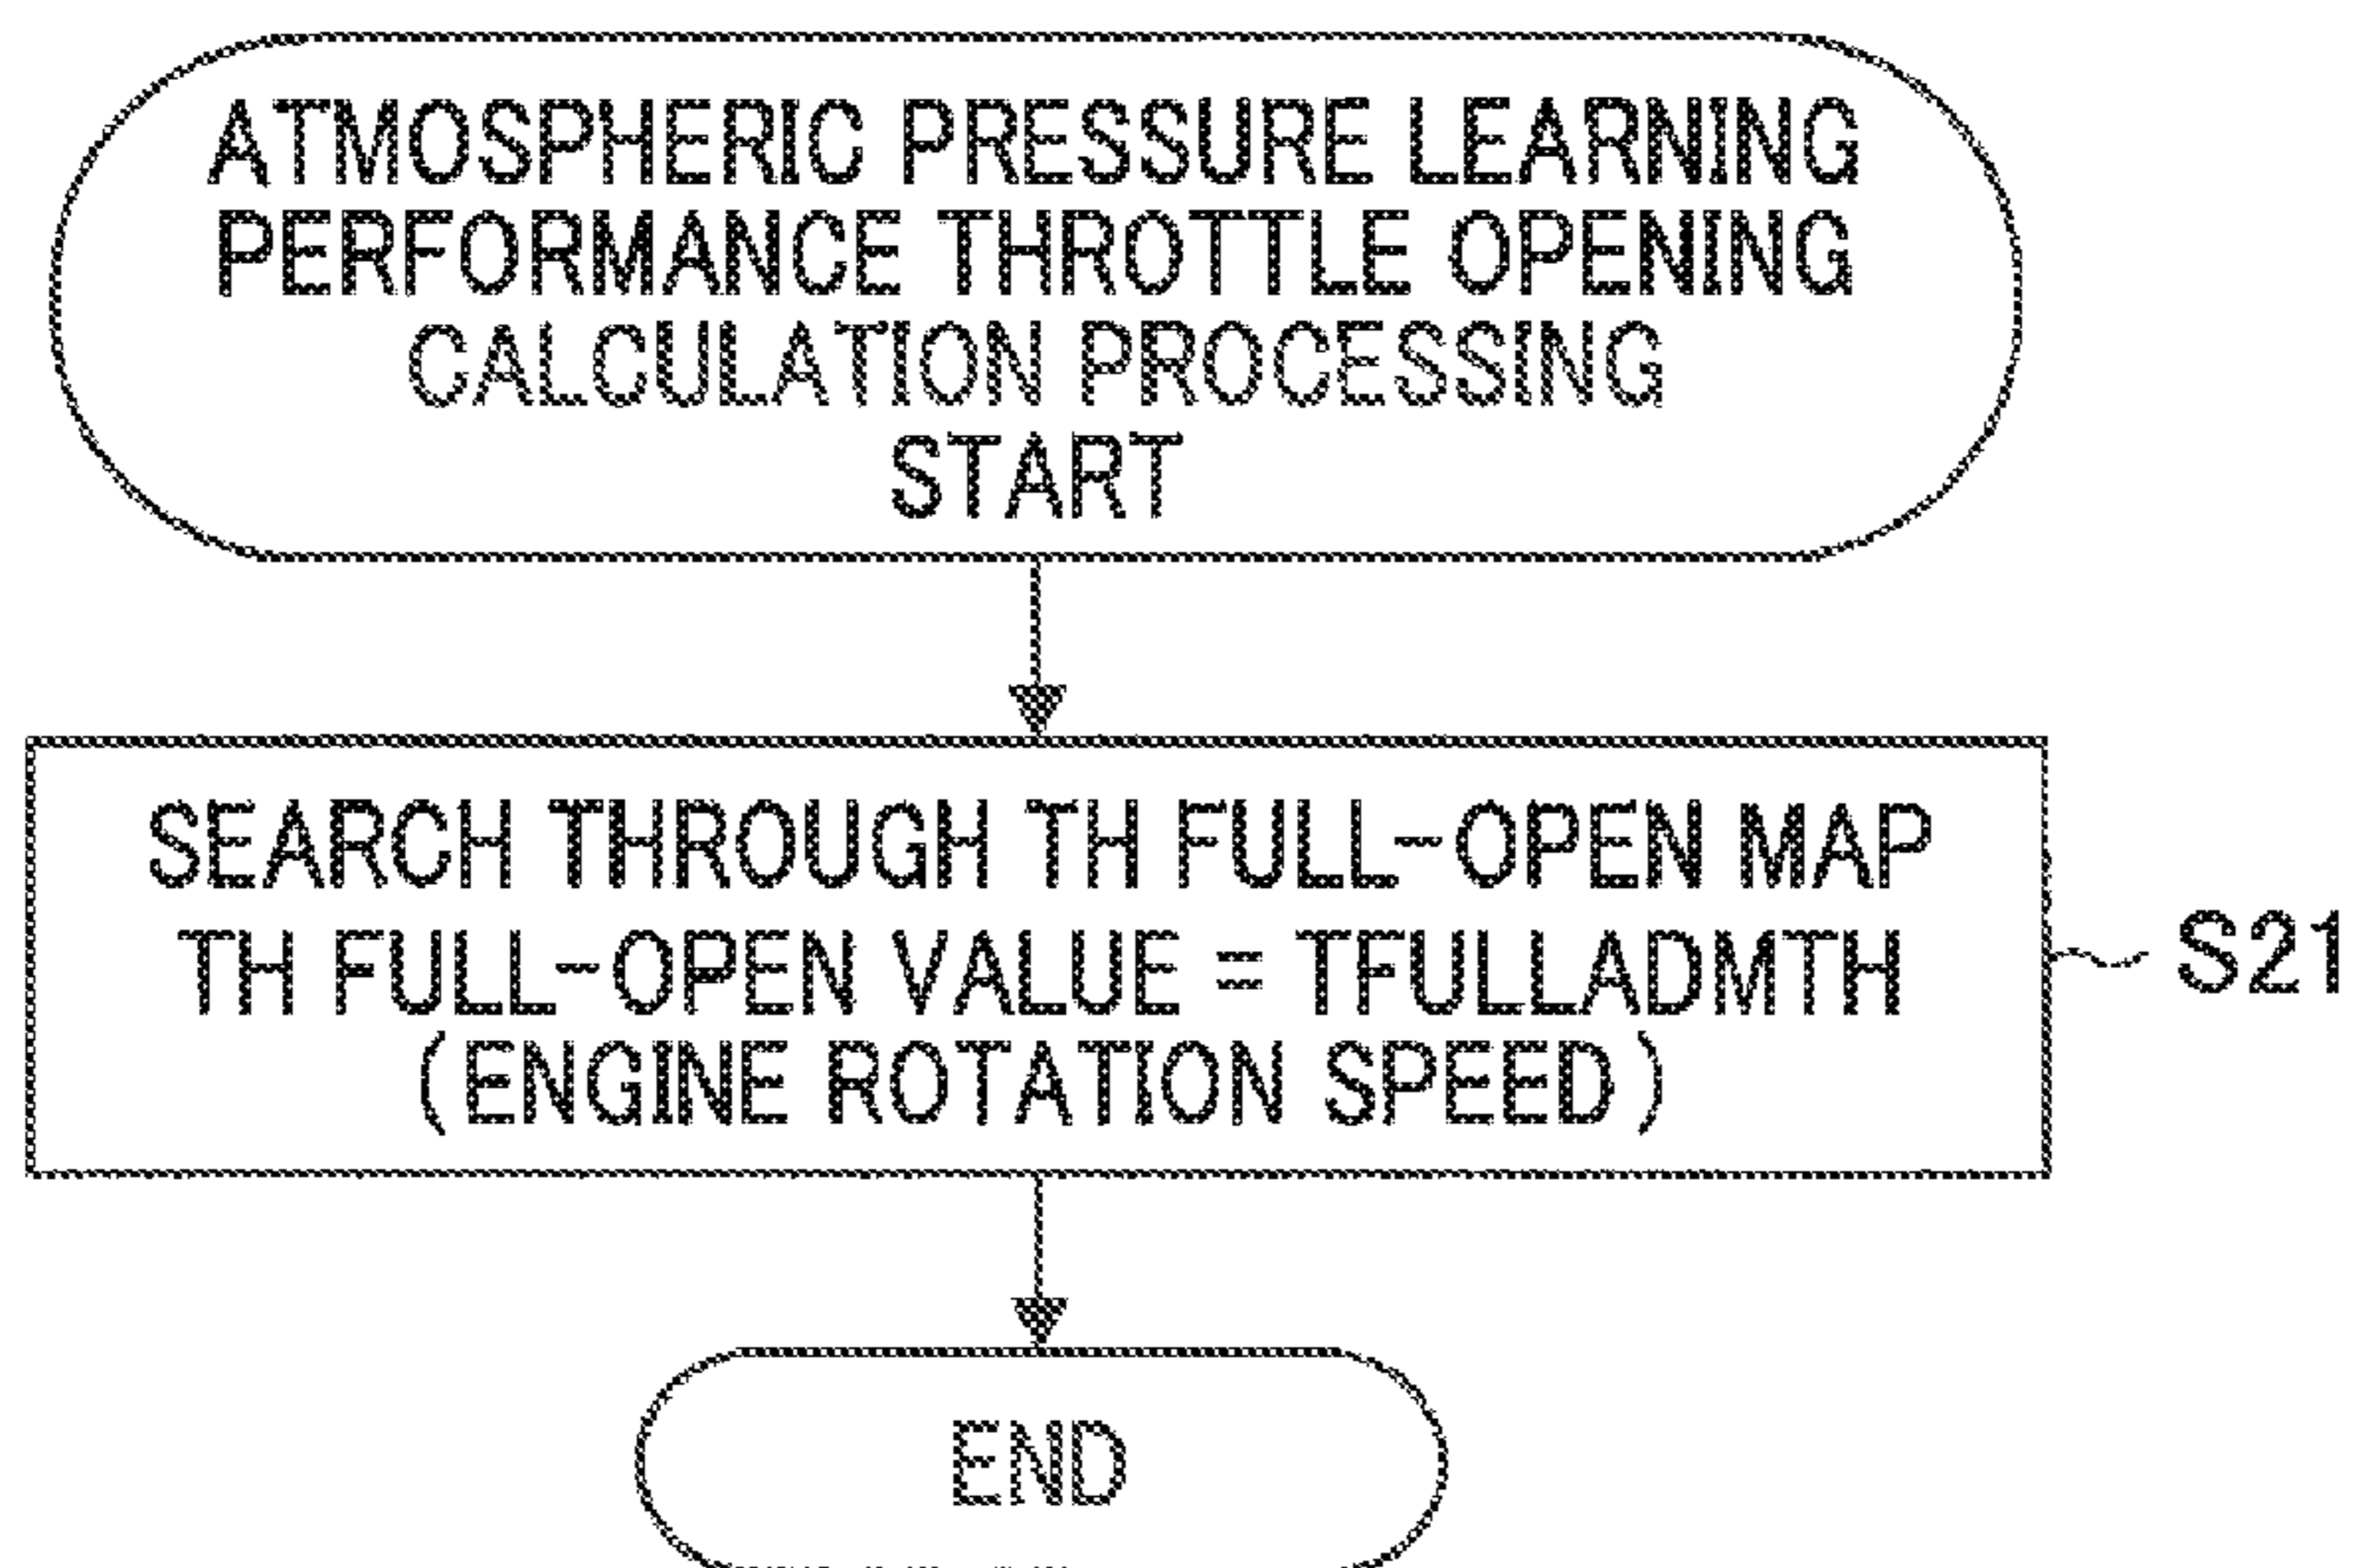 ATMOSPHERIC PRESSURE LEARNING
PERFORMANCE THROTTLE OPENING
CALCULATION PROCESSING
START
SEARCH THROUGH TH FULL-OPEN MAP
TH FULL-OPEN VALUE = TFULLADMTH
(ENGINE ROTATION SPEED)
S21
END